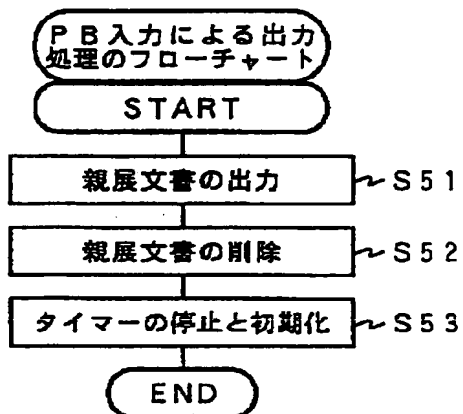 PB入力による出力
処理のフローチャート
START
親展文書の出力 S51
親展文書の削除 S52
タイマーの停止と初期化 S53
END